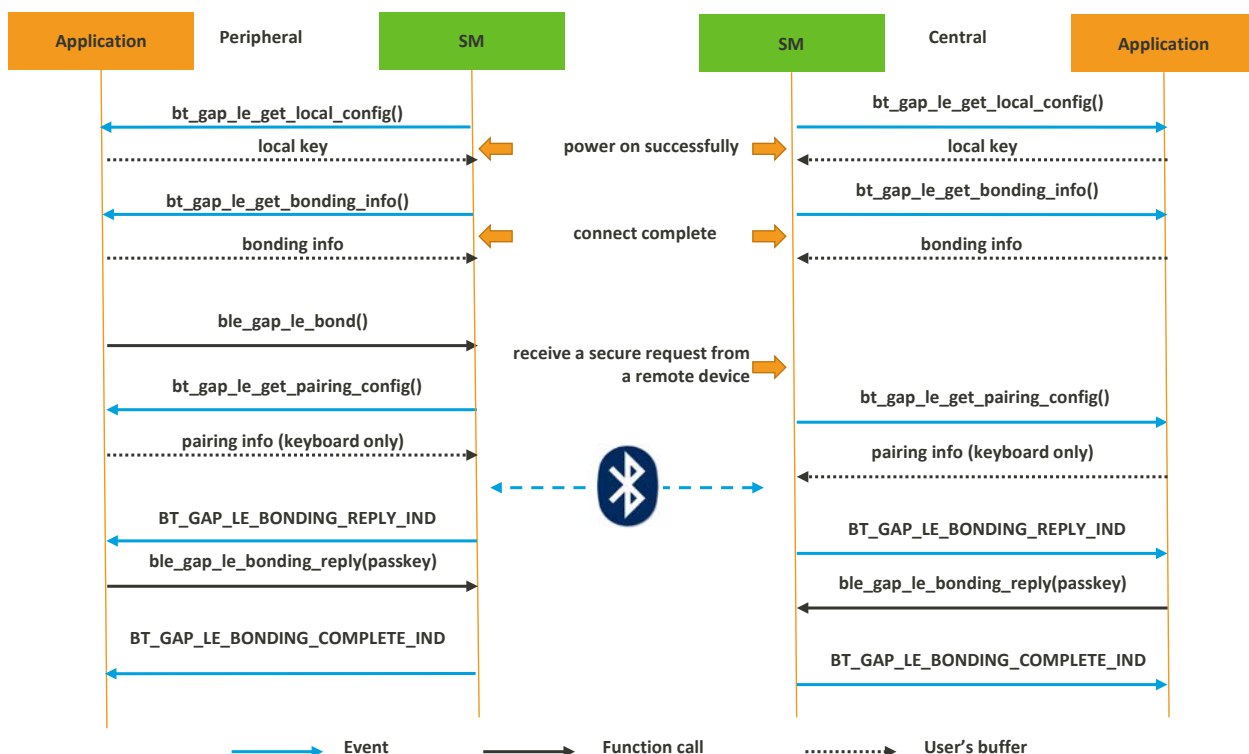 Application
Peripheral
SM
SM
Central
Application
bt_gap_le_get_local_config()
bt_gap_le_get_local_config()
local key
power on successfully
local key
bt_gap_le_get_bonding_info()
bt_gap_le_get_bonding_info()
connect complete
bonding info
bonding info
ble_gap_le_bond()
receive a secure request from
a remote device
bt_gap_le_get_pairing_config()
bt_gap_le_get_pairing_config()
pairing info (keyboard only)
pairing info (keyboard only)
BT_GAP_LE_BONDING_REPLY_IND
BT_GAP_LE_BONDING_REPLY_IND
ble_gap_le_bonding_reply(passkey)
ble_gap_le_bonding_reply(passkey)
BT_GAP_LE_BONDING_COMPLETE_IND
BT_GAP_LE_BONDING_COMPLETE_IND
Event
Function call
User's buffer